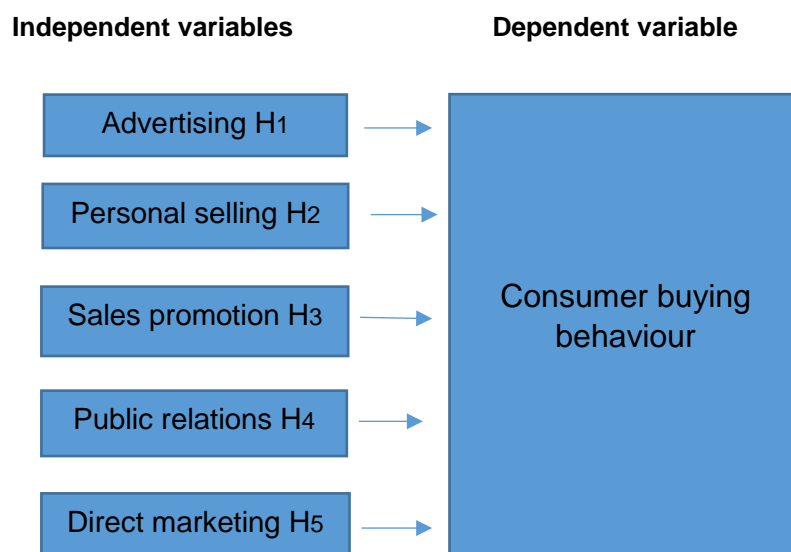 Independent variables
Dependent variable
Advertising H1
Personal selling H2
Sales promotion H3
Public relations H4
Direct marketing H5
Consumer buying
behaviour